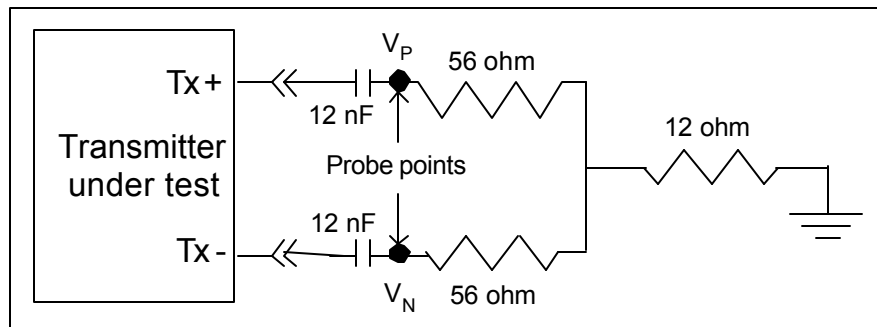 V_P
56 ohm
Tx+
12 nF
12 ohm
Transmitter
under test
Probe points
12 nF
Tx-
V_N
56 ohm